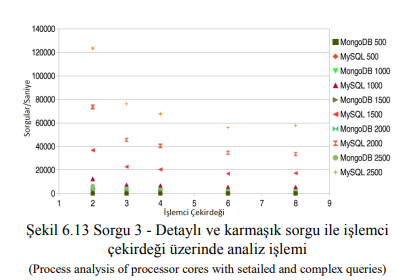 140000
120000
100000
80000
60000
40000
20000
0
Sorgular/Saniye
1 2 3 4 5 6 7 8 9
İşlemci Çekirdeği
MongoDB 500
MySQL 500
MongoDB 1000
MySQL 1000
MongoDB 1500
MySQL 1500
MongoDB 2000
MySQL 2000
MongoDB 2500
MySQL 2500
Şekil 6.13 Sorgu 3 - Detaylı ve karmaşık sorgu ile işlemci
çekirdeği üzerinde analiz işlemi
(Process analysis of processor cores with setailed and complex queries)